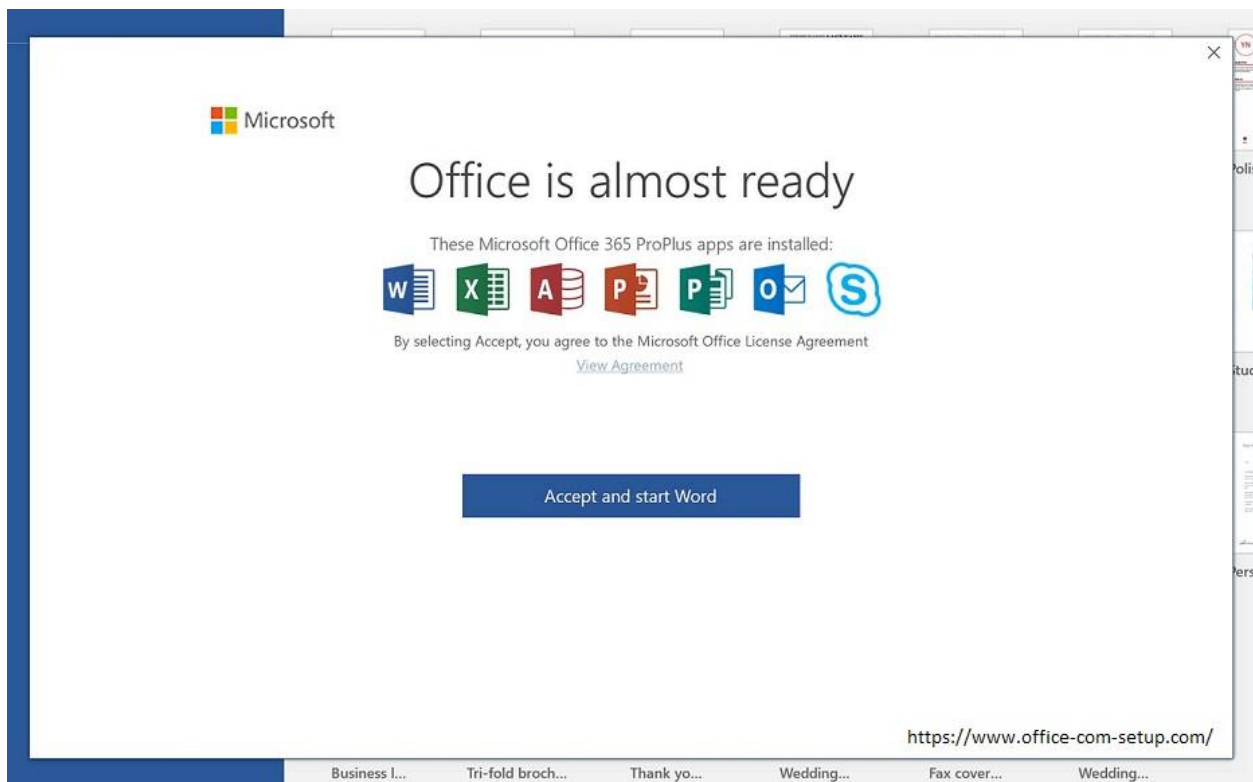 YN
Microsoft
Office is almost ready
These Microsoft Office 365 ProPlus apps are installed:
W X A P P O S
By selecting Accept, you agree to the Microsoft Office License Agreement
View Agreement
Accept and start Word
https://www.office-com-setup.com/
Business l... Tri-fold broch... Thank yo... Wedding... Fax cover... Wedding...